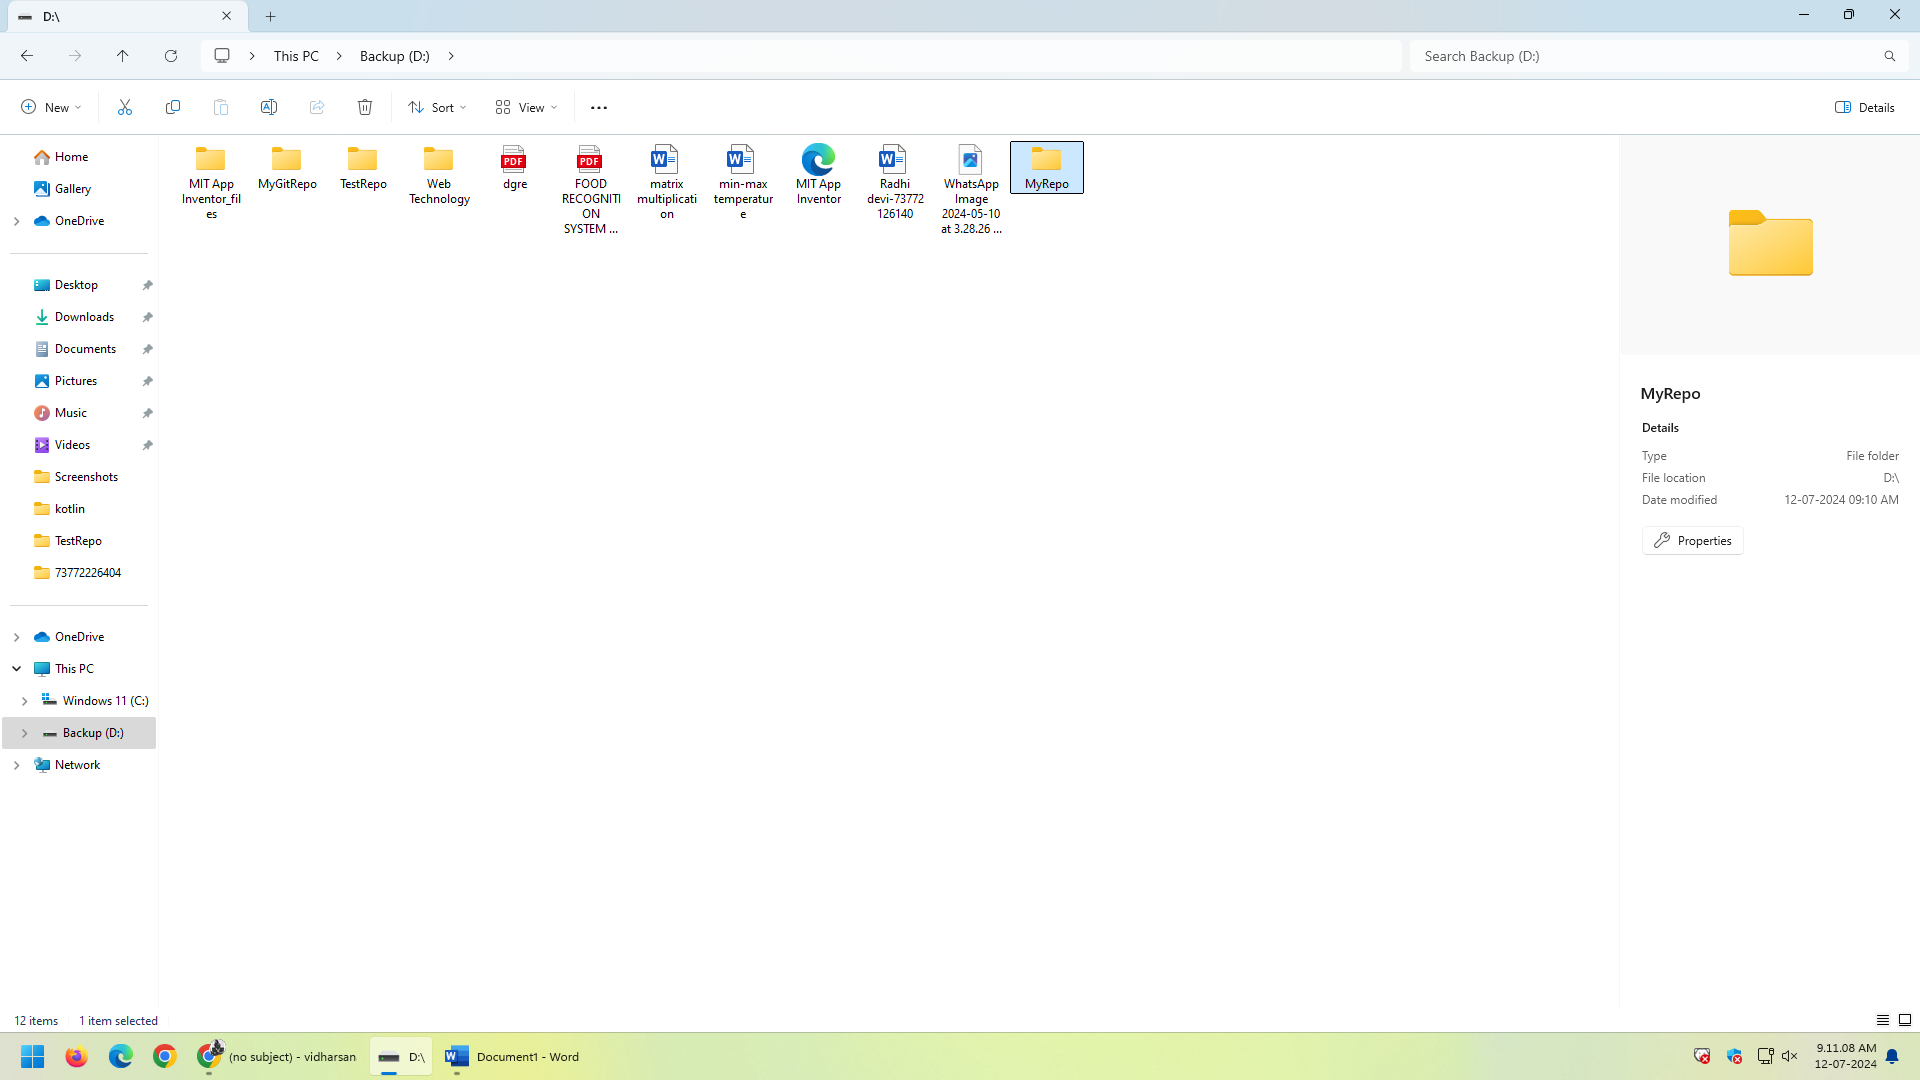 D:\
This PC
Backup (D:)
Search Backup (D:)
New
Sort
View
Details
Home
Gallery
OneDrive
Desktop
Downloads
Documents
Pictures
Music
Videos
Screenshots
kotlin
TestRepo
73772226404
OneDrive
This PC
Windows 11 (C:)
Backup (D:)
Network
MIT App
Inventor_fil
es
MyGitRepo
TestRepo
Web
Technology
PDF
dgre
PDF
FOOD
RECOGNITI
ON
SYSTEM ...
W
matrix
multiplicati
on
W
min-max
temperatur
e
MIT App
Inventor
W
Radhi
devi-73772
126140
WhatsApp
Image
2024-05-10
at 3.28.26 ...
MyRepo
MyRepo
Details
Type
File folder
File location
D:\
Date modified
12-07-2024 09:10 AM
Properties
12 items
1 item selected
(no subject) - vidharsan
D:\
W
Document1 - Word
9.11.08 AM
12-07-2024